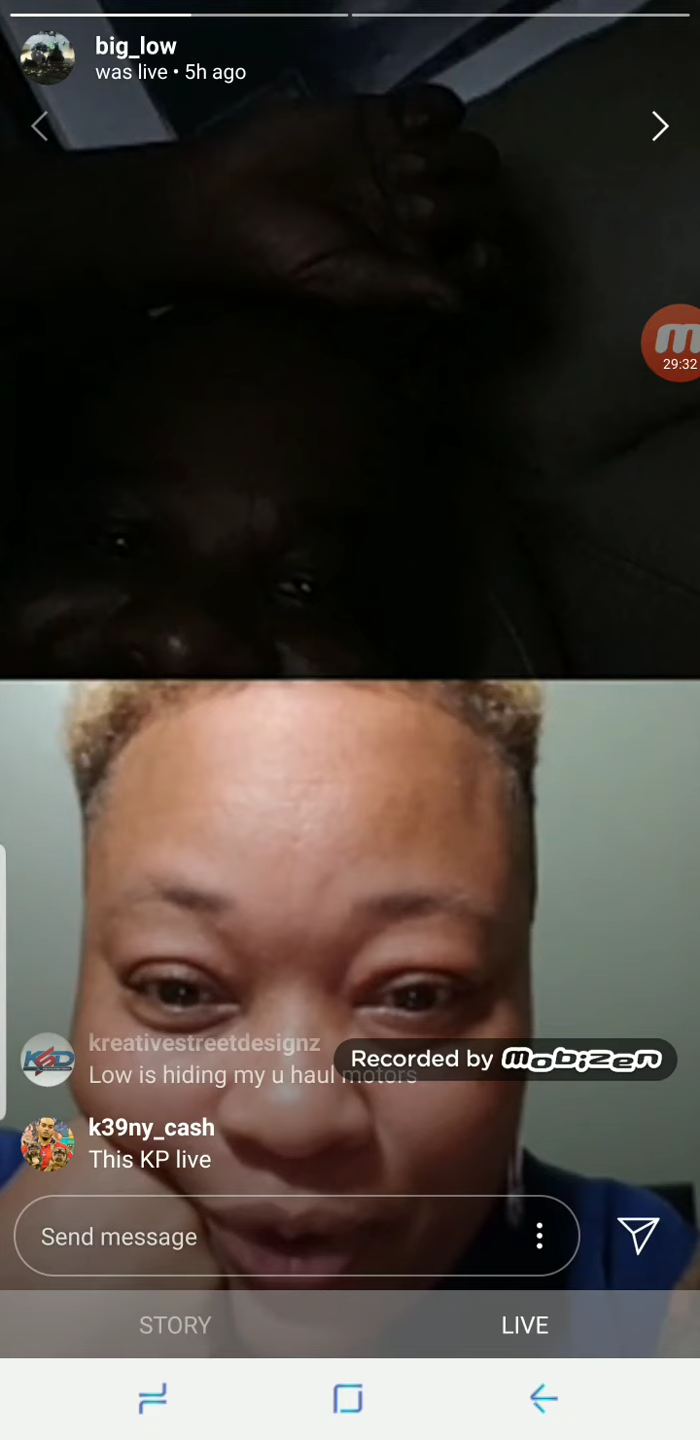 big_low
was live • 5h ago
29:32
kreativestreetdesignz
Recorded by mobizen
Low is hiding my u haul motors
k39ny_cash
This KP live
Send message
STORY
LIVE